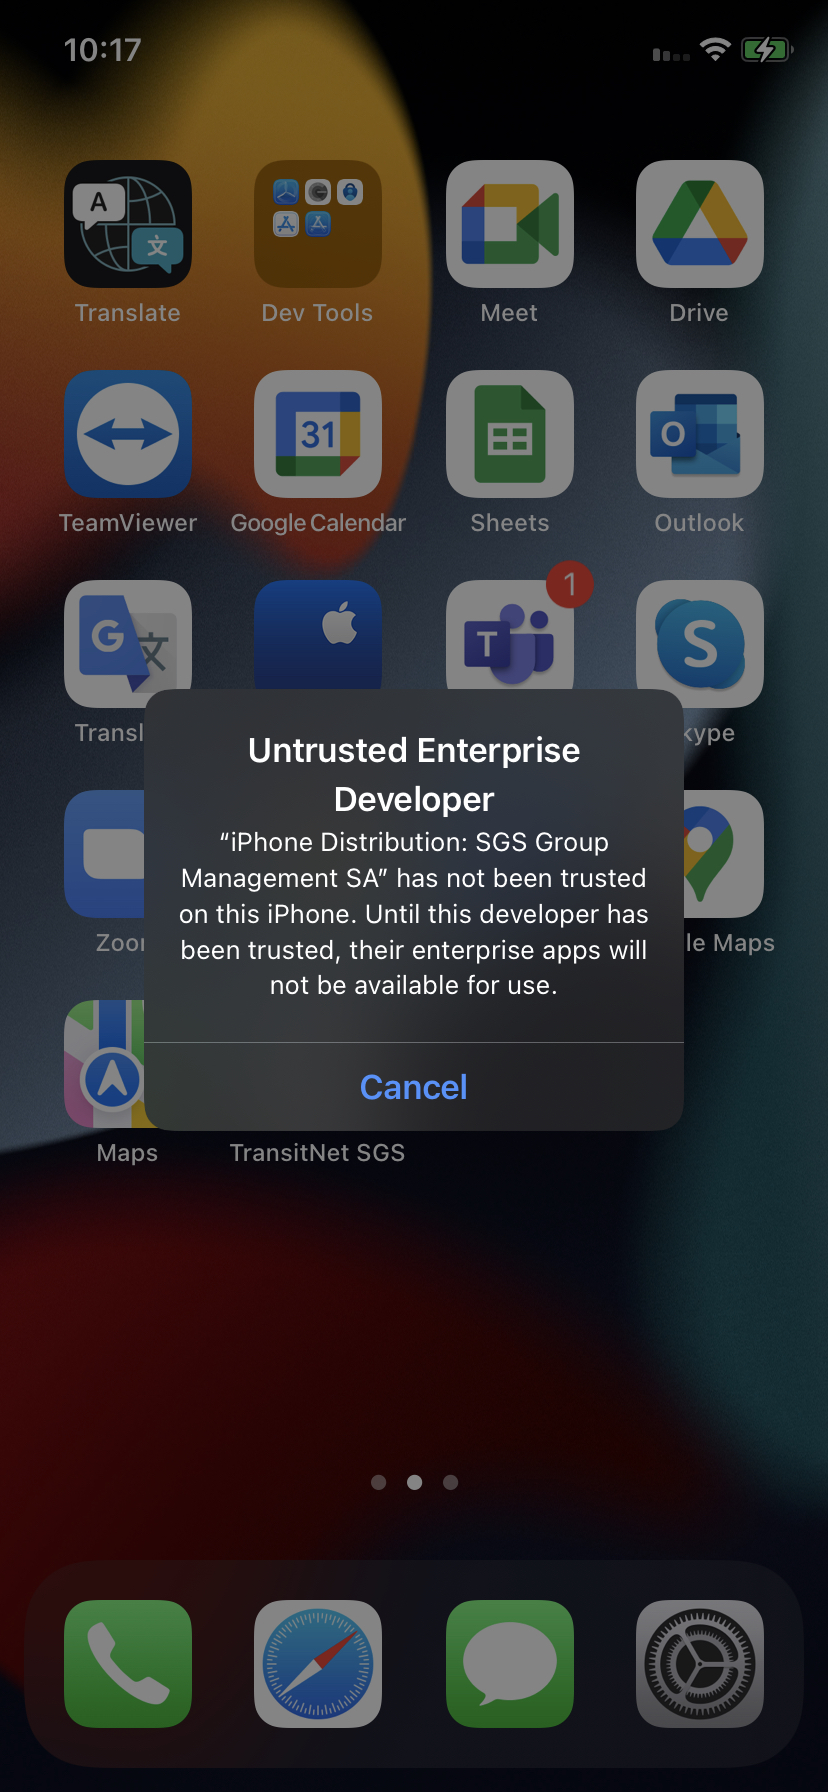 10:17
A
文
Translate
Dev Tools
Meet
Drive
31
O
TeamViewer
Google Calendar
Sheets
Outlook
1
G
文
T
S
Transl
kype
Untrusted Enterprise
Developer
“iPhone Distribution: SGS Group
Management SA” has not been trusted
on this iPhone. Until this developer has
been trusted, their enterprise apps will
not be available for use.
Zoo
le Maps
Cancel
Maps
TransitNet SGS